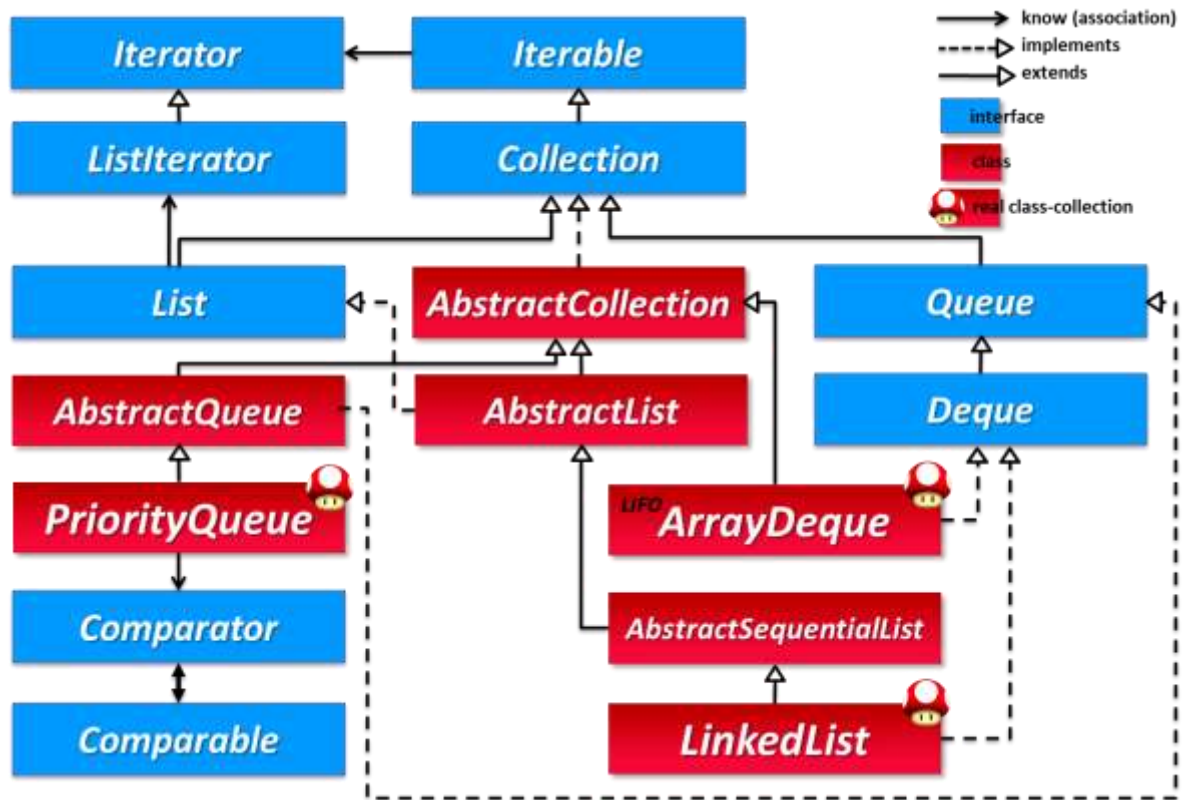 Iterator
Iterable
know (association)
implements
extends
interface
class
real class-collection
ListIterator
Collection
List
AbstractCollection
Queue
AbstractQueue
AbstractList
Deque
PriorityQueue
LIFO
ArrayDeque
Comparator
AbstractSequentialList
Comparable
LinkedList